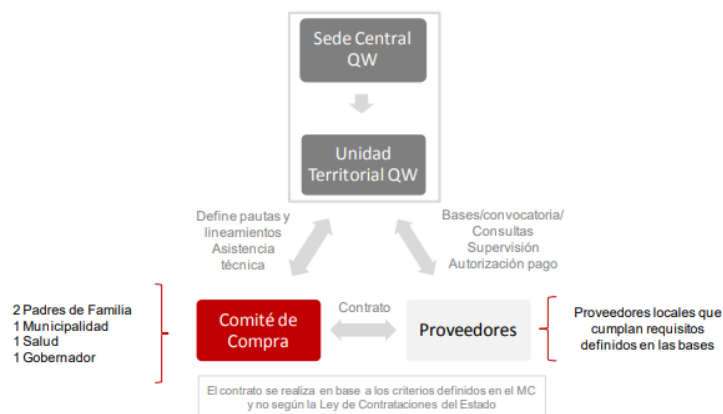 Sede Central
QW
Unidad
Territorial QW
Define pautas y
lineamientos
Asistencia
técnica
Bases/convocatoria/
Consultas
Supervisión
Autorización pago
2 Padres de Familia
1 Municipalidad
1 Salud
1 Gobernador
Comité de
Compra
Contrato
Proveedores
Proveedores locales que
cumplan requisitos
definidos en las bases
El contrato se realiza en base a los criterios definidos en el MC
y no según la Ley de Contrataciones del Estado